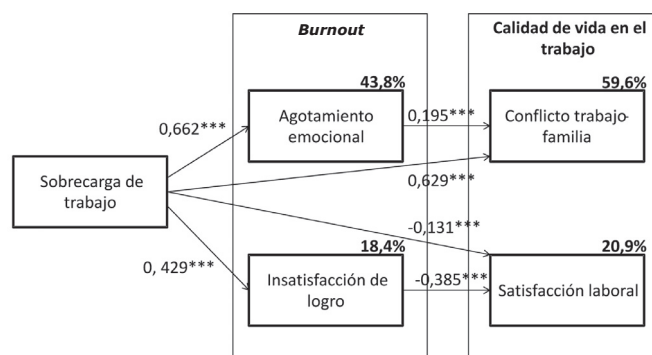 Burnout
Calidad de vida en el
trabajo
43,8%
59,6%
Agotamiento
emocional
0,195***
Conflicto trabajo-
familia
0,662***
Sobrecarga de
trabajo
0,629***
-0,131***
0, 429***
18,4%
20,9%
Insatisfacción de
logro
-0,385***
Satisfacción laboral